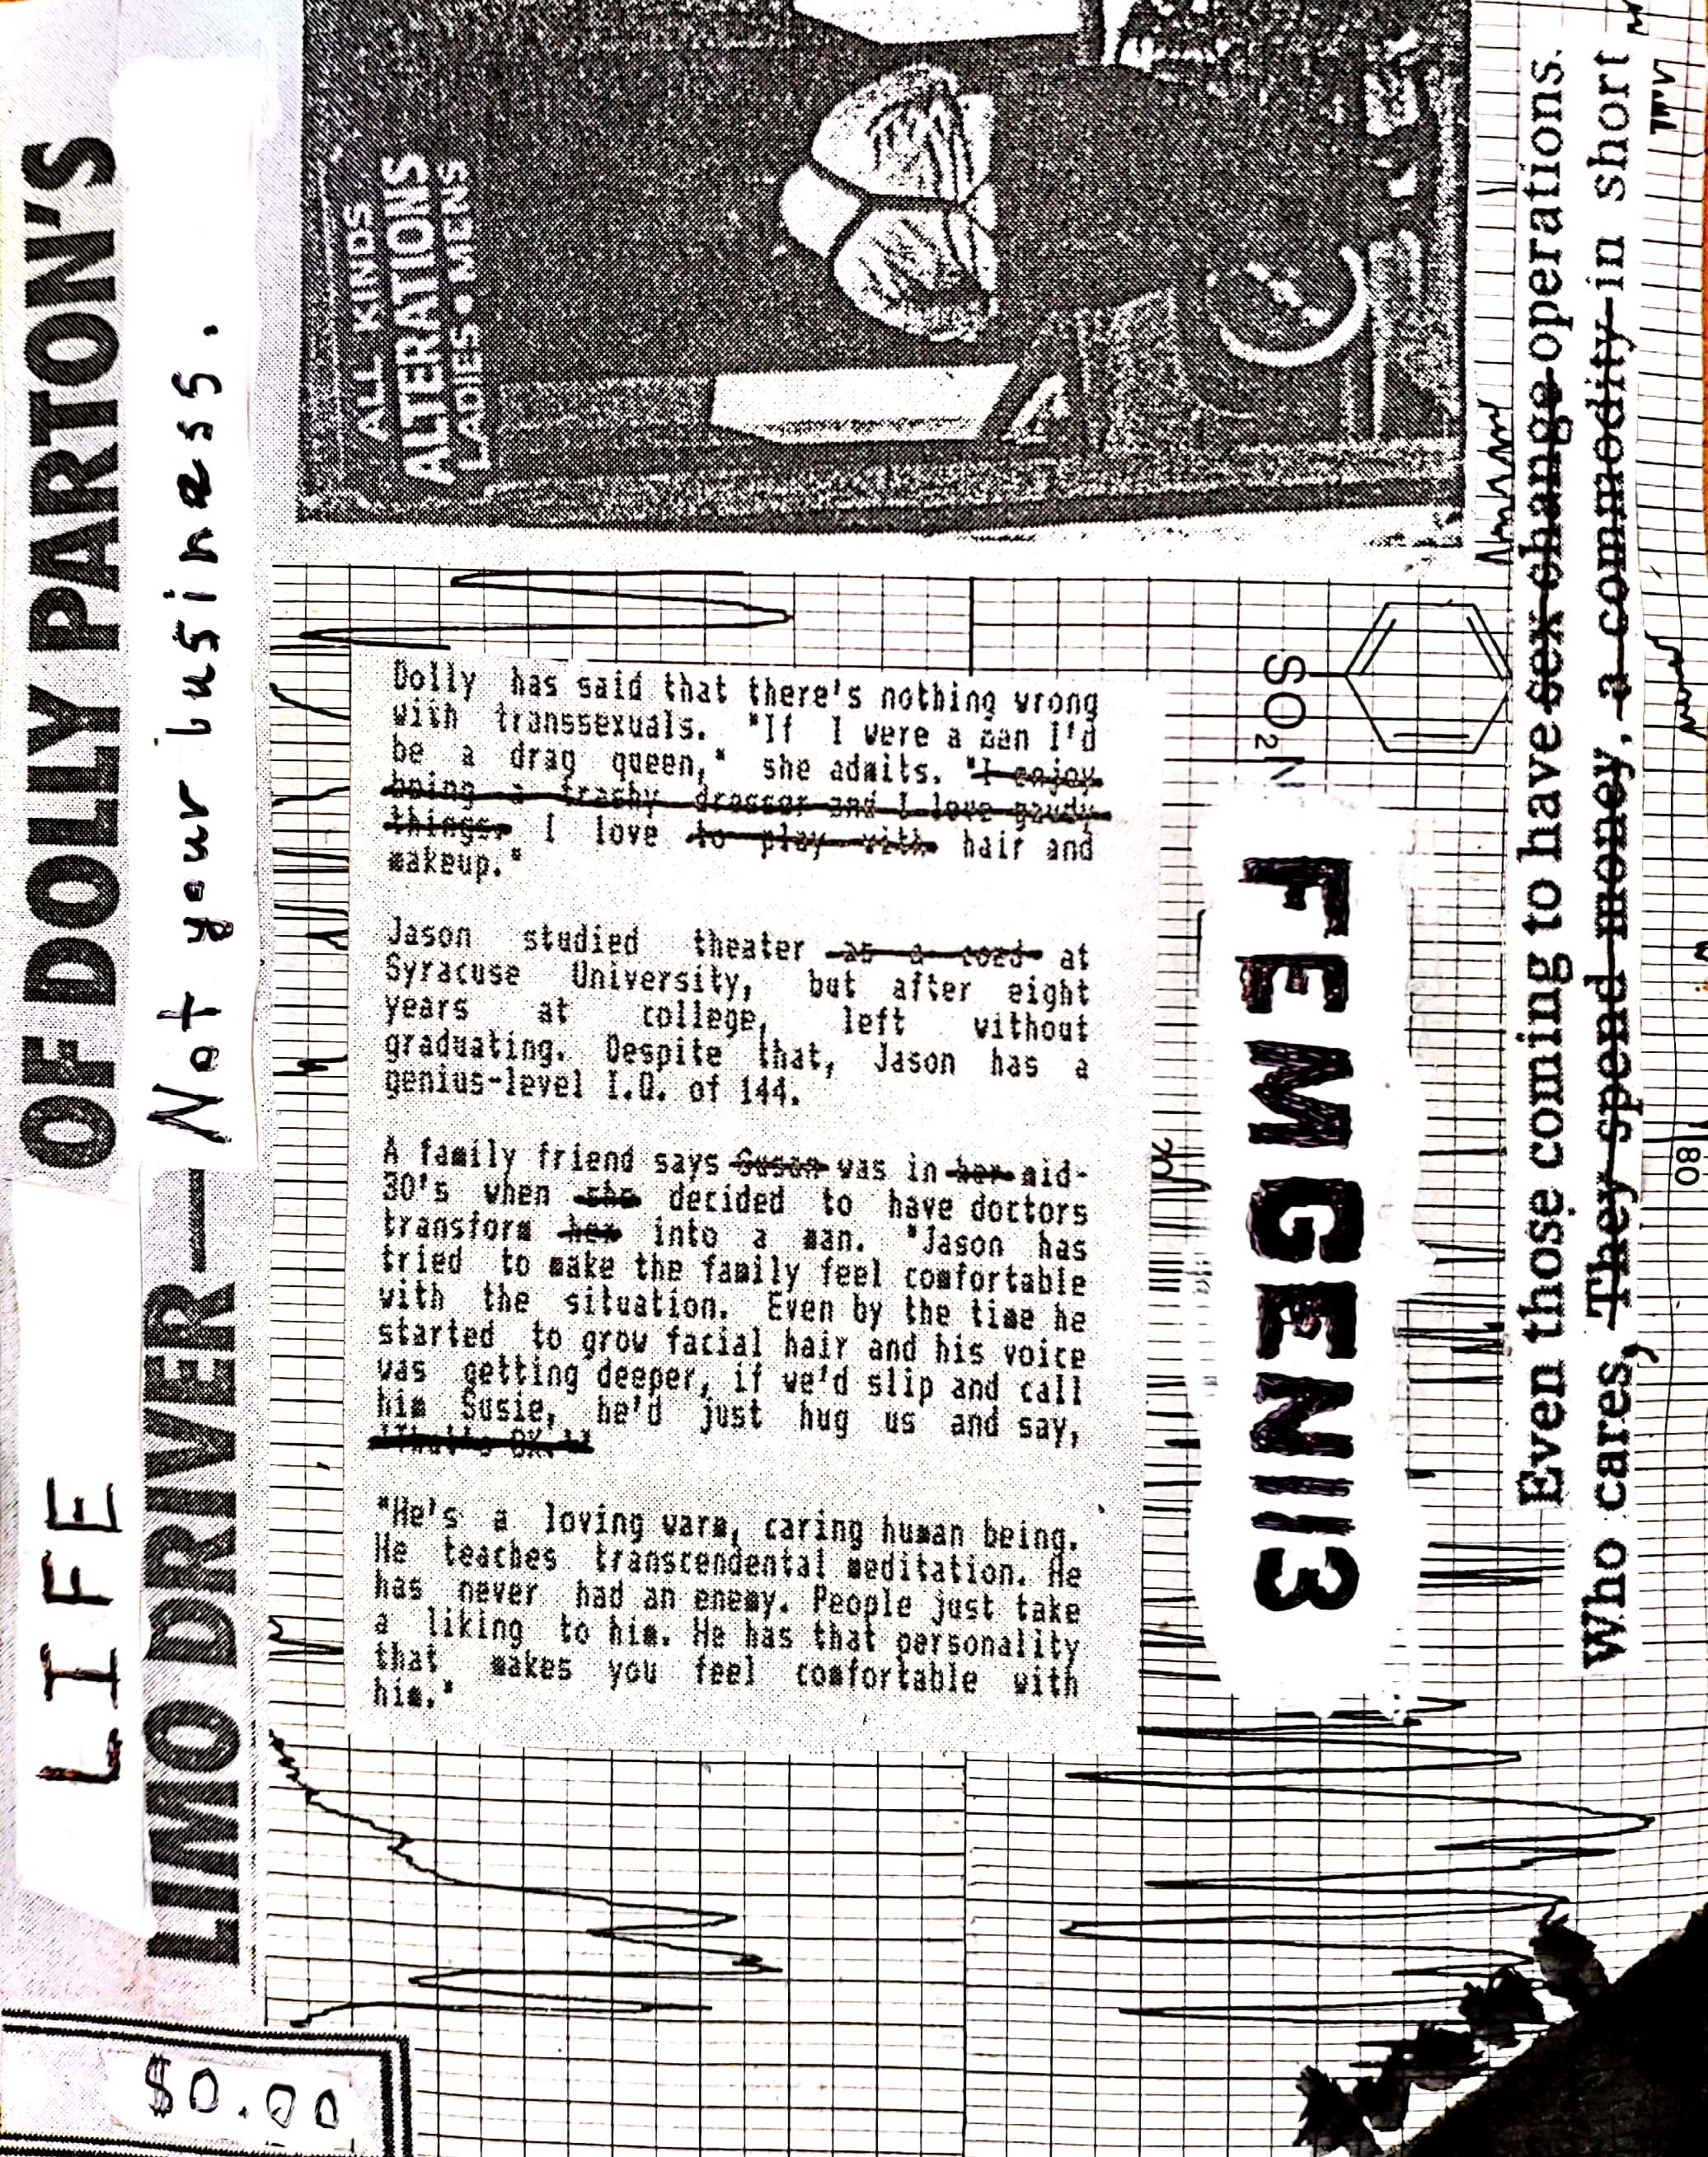 LIFE OF DOLLY PARTON'S
LIMO DRIVER— Not your business.
ALL KINDS
ALTERATIONS
LADIES • MENS
Dolly has said that there's nothing wrong
with transsexuals. "If I were a man I'd
be a drag queen," she admits. "I enjoy
being a trashy dresser and I love gaudy
things. I love to play with hair and
makeup."
Jason studied theater as a coed at
Syracuse University, but after eight
years at college, left without
graduating. Despite that, Jason has a
genius-level I.Q. of 144.
A family friend says Susan was in her mid-
30's when she decided to have doctors
transform her into a man. "Jason has
tried to make the family feel comfortable
with the situation. Even by the time he
started to grow facial hair and his voice
was getting deeper, if we'd slip and call
him Susie, he'd just hug us and say,
'That's OK.'"
"He's a loving warm, caring human being.
He teaches transcendental meditation. He
has never had an enemy. People just take
a liking to him. He has that personality
that makes you feel comfortable with
him."
SO₂N
FEMGENII3
20
Even those coming to have sex change operations.
Who cares, They spend money, a commodity in short
180
$0.00